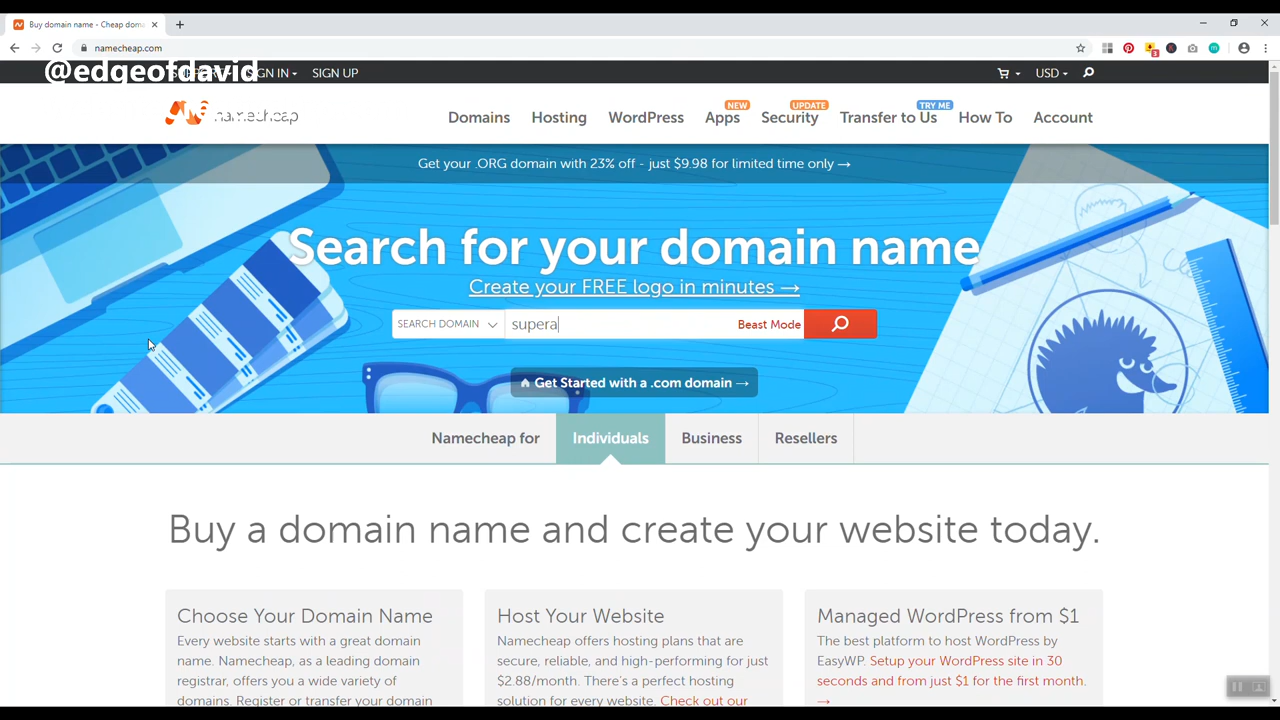 Buy domain name - Cheap doma
namecheap.com
3
@edgeofdavid
SIGN IN
SIGN UP
USD
namecheap
Domains
Hosting
WordPress
Apps
NEW
Security
UPDATE
Transfer to Us
TRY ME
How To
Account
Get your .ORG domain with 23% off - just $9.98 for limited time only →
Search for your domain name
Create your FREE logo in minutes →
SEARCH DOMAIN
supera
Beast Mode
Get Started with a .com domain →
Namecheap for
Individuals
Business
Resellers
Buy a domain name and create your website today.
Choose Your Domain Name
Every website starts with a great domain
name. Namecheap, as a leading domain
registrar, offers you a wide variety of
domains. Register or transfer your domain
Host Your Website
Namecheap offers hosting plans that are
secure, reliable, and high-performing for just
$2.88/month. There's a perfect hosting
solution for every website. Check out our
Managed WordPress from $1
The best platform to host WordPress by
EasyWP. Setup your WordPress site in 30
seconds and from just $1 for the first month.
→